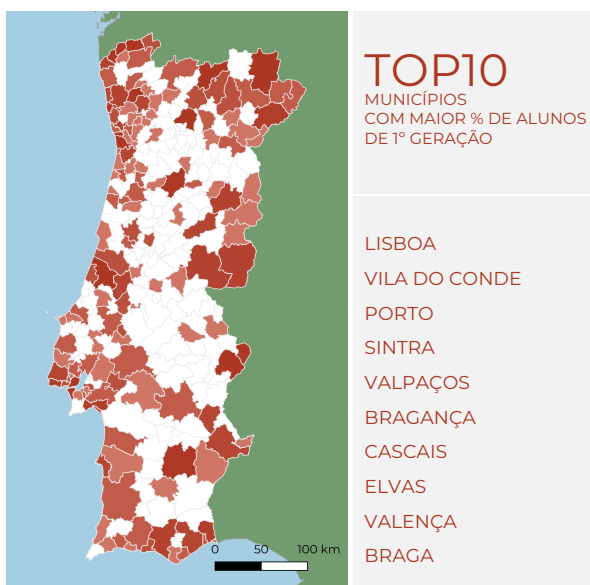 TOP10
MUNICÍPIOS
COM MAIOR % DE ALUNOS
DE 1º GERAÇÃO
LISBOA
VILA DO CONDE
PORTO
SINTRA
VALPAÇOS
BRAGANÇA
CASCAIS
ELVAS
VALENÇA
BRAGA
0 50 100 km